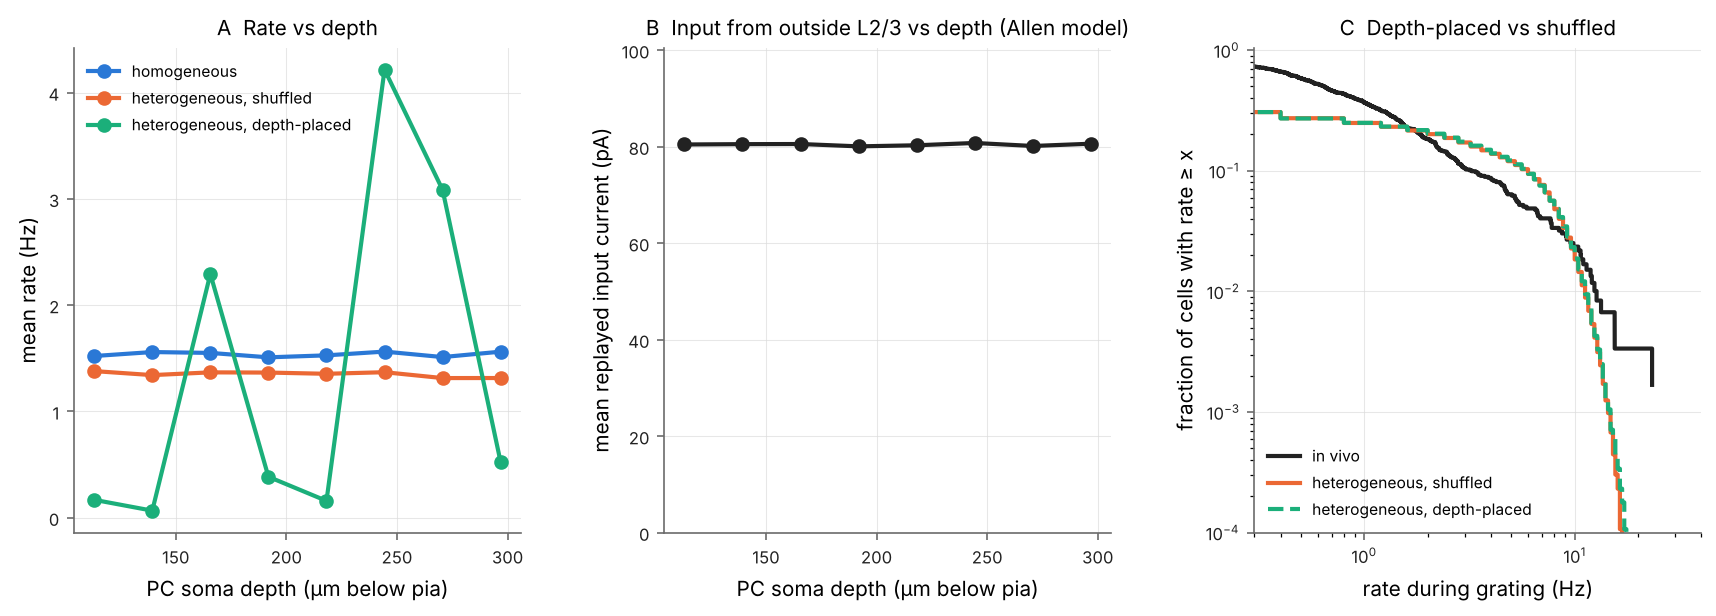 A  Rate vs depth
homogeneous
heterogeneous, shuffled
heterogeneous, depth-placed
mean rate (Hz)
4
3
2
1
0
150
200
250
300
PC soma depth (μm below pia)
B  Input from outside L2/3 vs depth (Allen model)
mean replayed input current (pA)
100
80
60
40
20
0
150
200
250
300
PC soma depth (μm below pia)
C  Depth-placed vs shuffled
fraction of cells with rate ≥ x
10⁰
10⁻¹
10⁻²
10⁻³
10⁻⁴
in vivo
heterogeneous, shuffled
heterogeneous, depth-placed
10⁰
10¹
rate during grating (Hz)